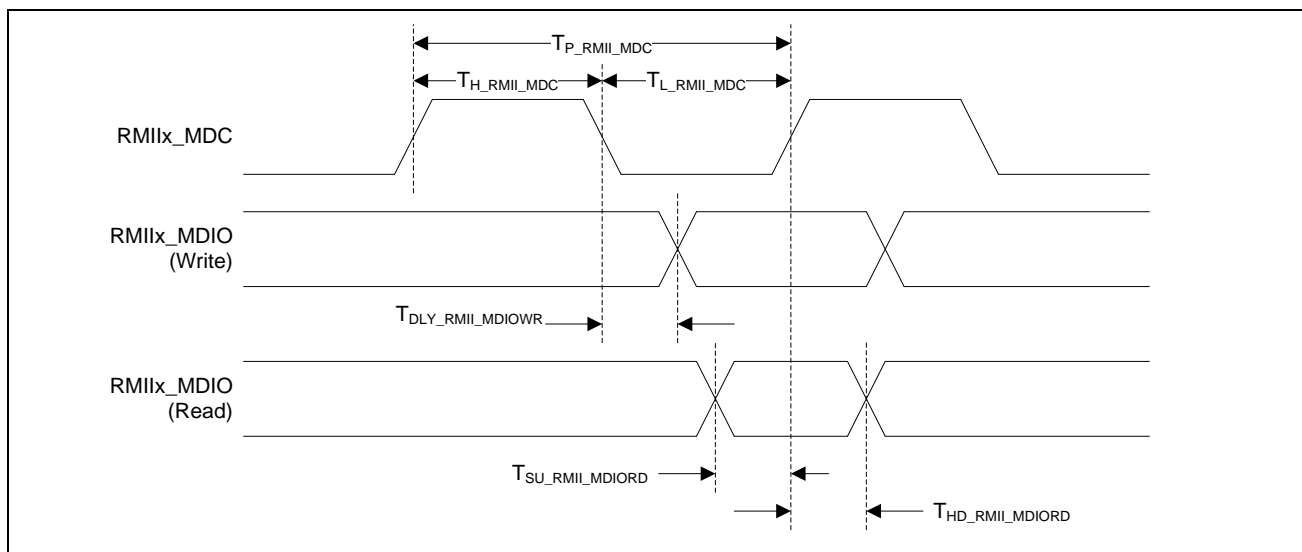 TP_RMII_MDC
TH_RMII_MDC TL_RMII_MDC
RMIIx_MDC
RMIIx_MDIO
(Write)
TDLY_RMII_MDIOWR
RMIIx_MDIO
(Read)
TSU_RMII_MDIORD
THD_RMII_MDIORD